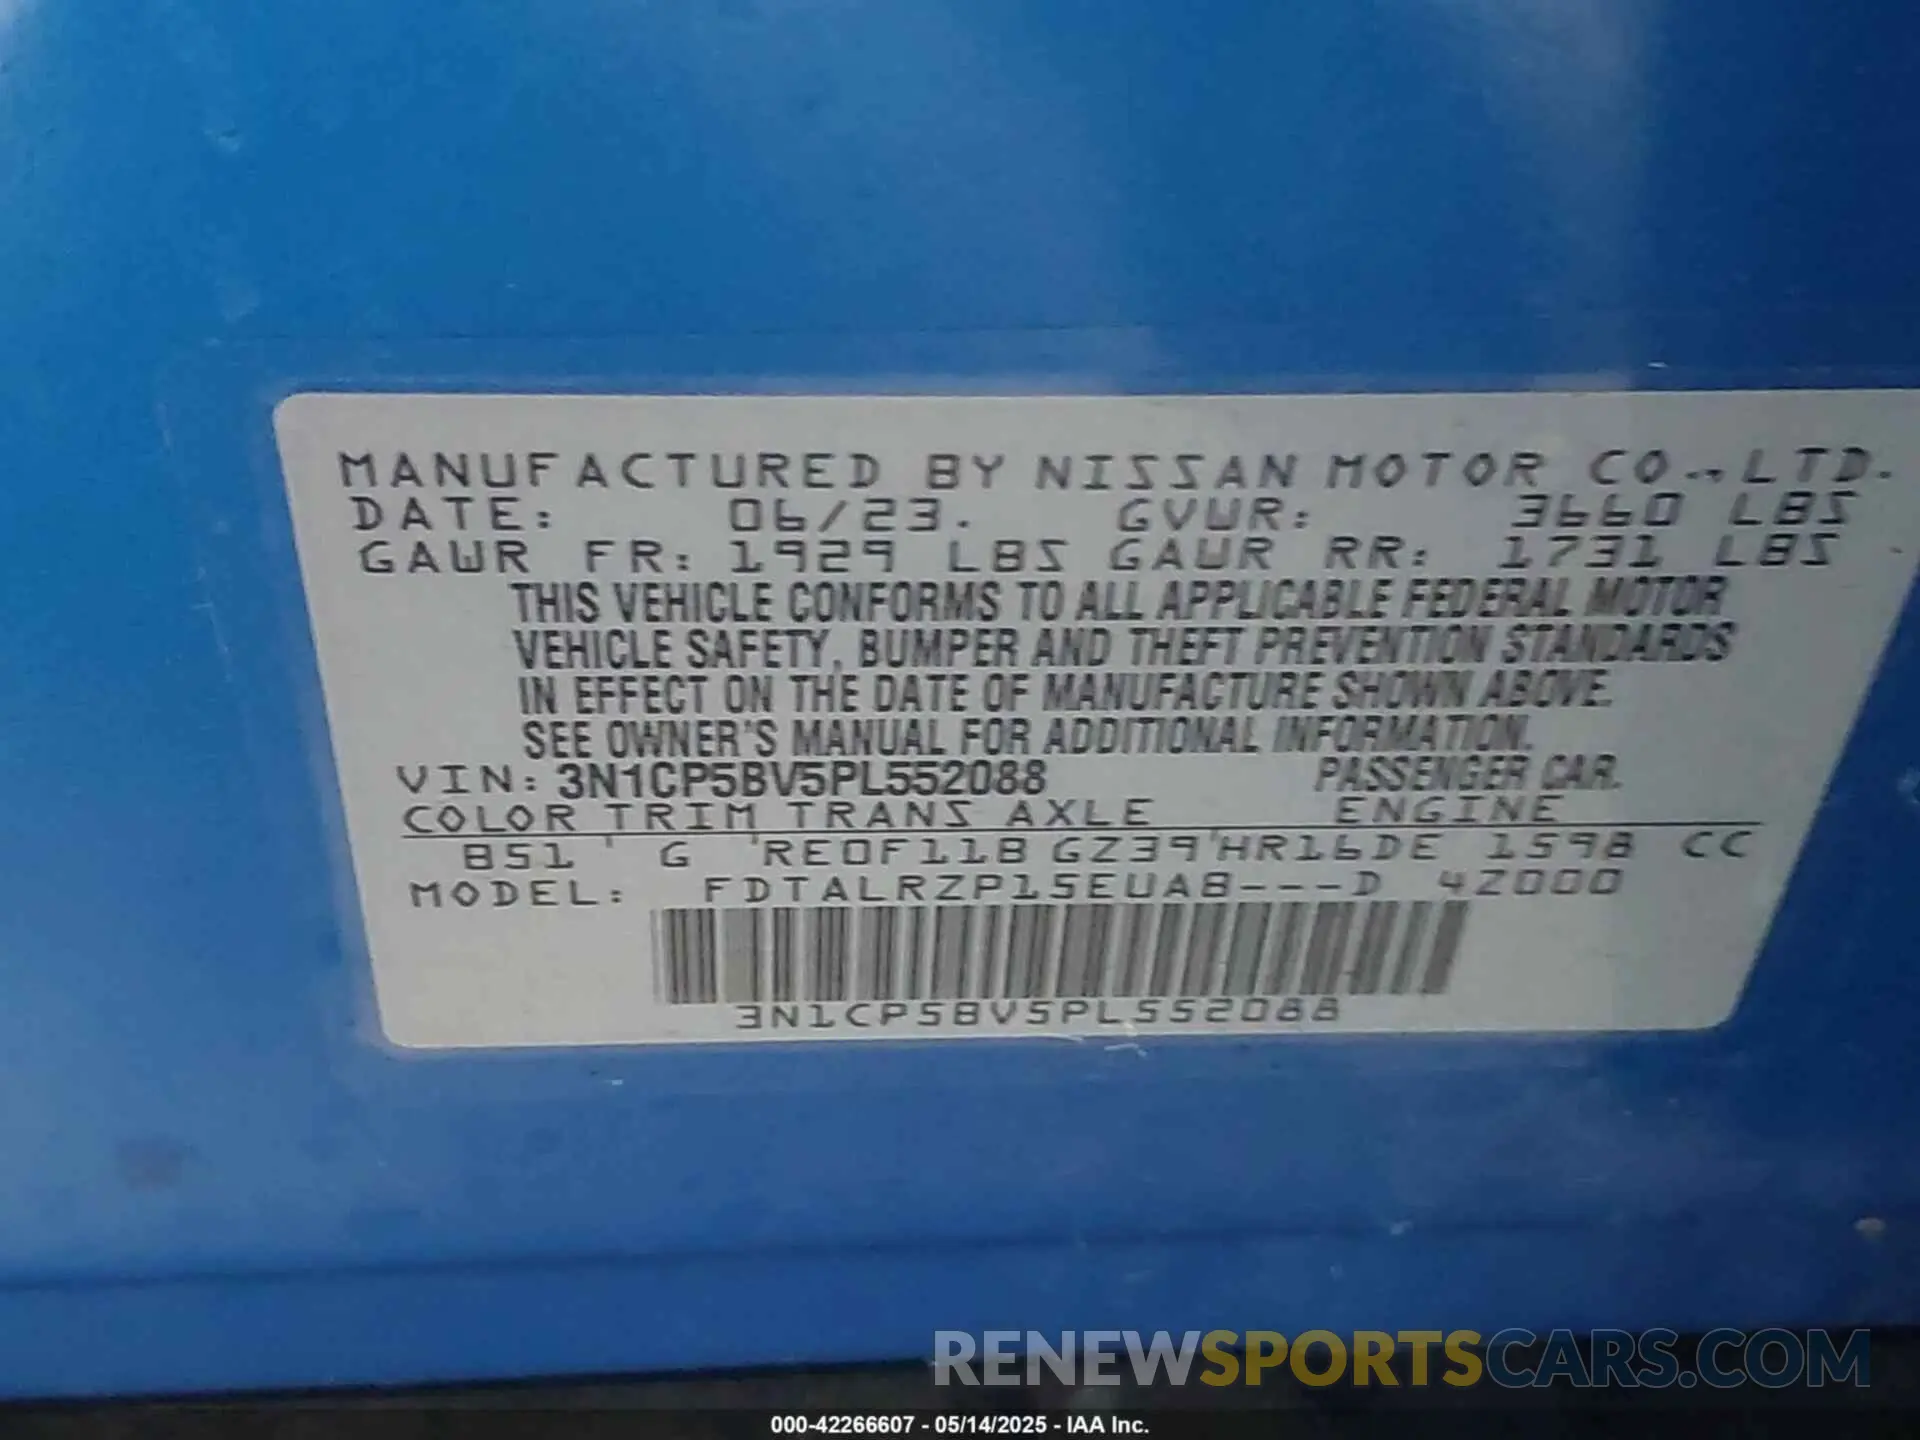 MANUFACTURED BY NISSAN MOTOR CO., LTD.
DATE: 06/23. GVWR: 3660 LBS
GAWR FR: 1929 LBS GAWR RR: 1731 LBS
THIS VEHICLE CONFORMS TO ALL APPLICABLE FEDERAL MOTOR
VEHICLE SAFETY, BUMPER AND THEFT PREVENTION STANDARDS
IN EFFECT ON THE DATE OF MANUFACTURE SHOWN ABOVE.
SEE OWNER'S MANUAL FOR ADDITIONAL INFORMATION.
VIN: 3N1CP5BV5PL552088 PASSENGER CAR.
COLOR TRIM TRANS AXLE ENGINE
B51 ' G 'RE0F11B GZ39'HR16DE 1598 CC
MODEL: FDTALRZP15EUAB---D 42000
3N1CP5BV5PL552088
RENEWSPORTSCARS.COM
000-42266607 - 05/14/2025 - IAA Inc.